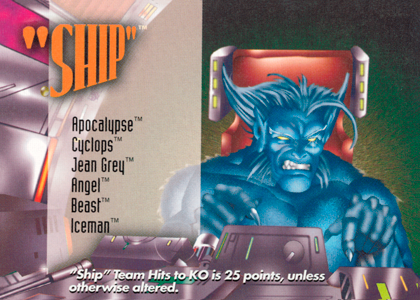 "SHIP"™
Apocalypse™
Cyclops™
Jean Grey™
Angel™
Beast™
Iceman™
"Ship" Team Hits to KO is 25 points, unless
otherwise altered.